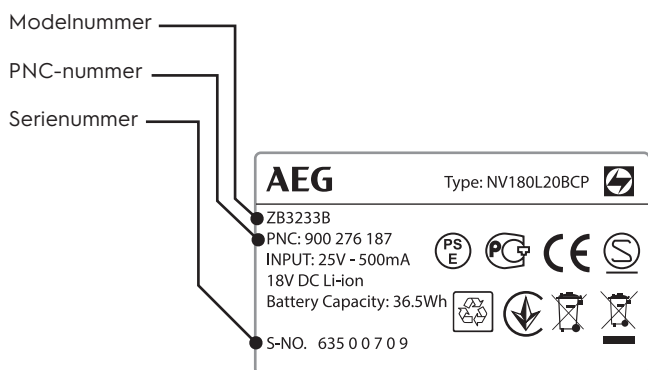 Modelnummer
PNC-nummer
Serienummer
AEG
Type: NV180L20BCP
ZB3233B
PNC: 900 276 187
INPUT: 25V - 500mA
18V DC Li-ion
Battery Capacity: 36.5Wh
S-NO. 635 0 0 7 0 9
PS
E
PG
CE
S